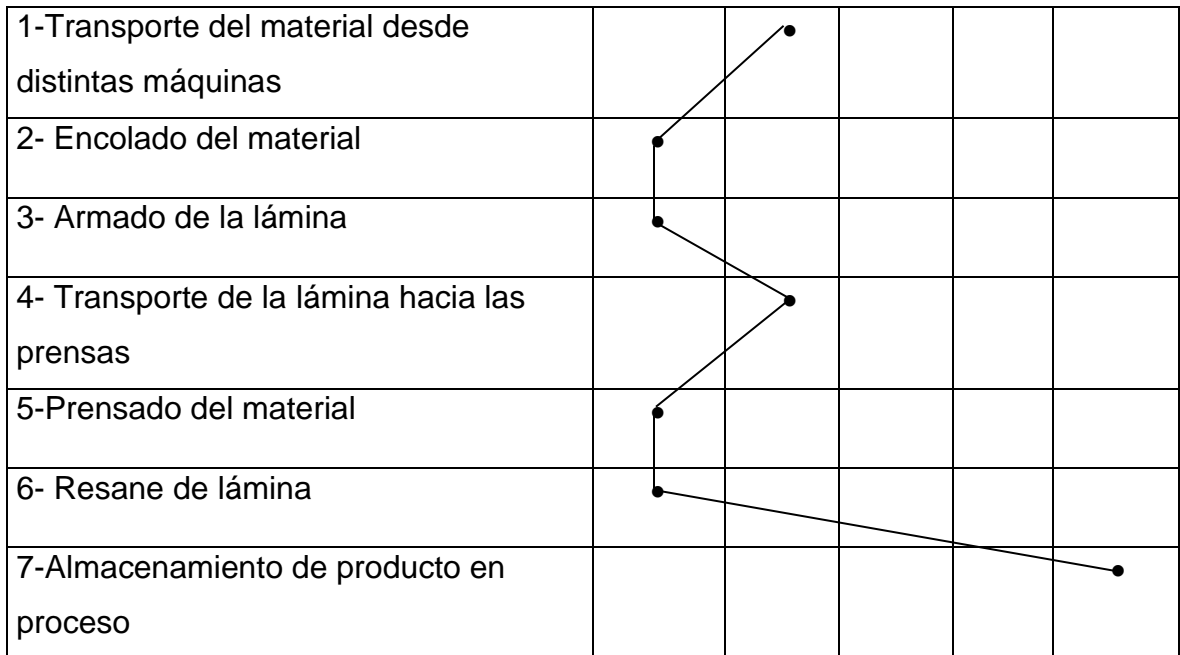 1-Transporte del material desde
distintas máquinas
2- Encolado del material
3- Armado de la lámina
4- Transporte de la lámina hacia las
prensas
5-Prensado del material
6- Resane de lámina
7-Almacenamiento de producto en
proceso